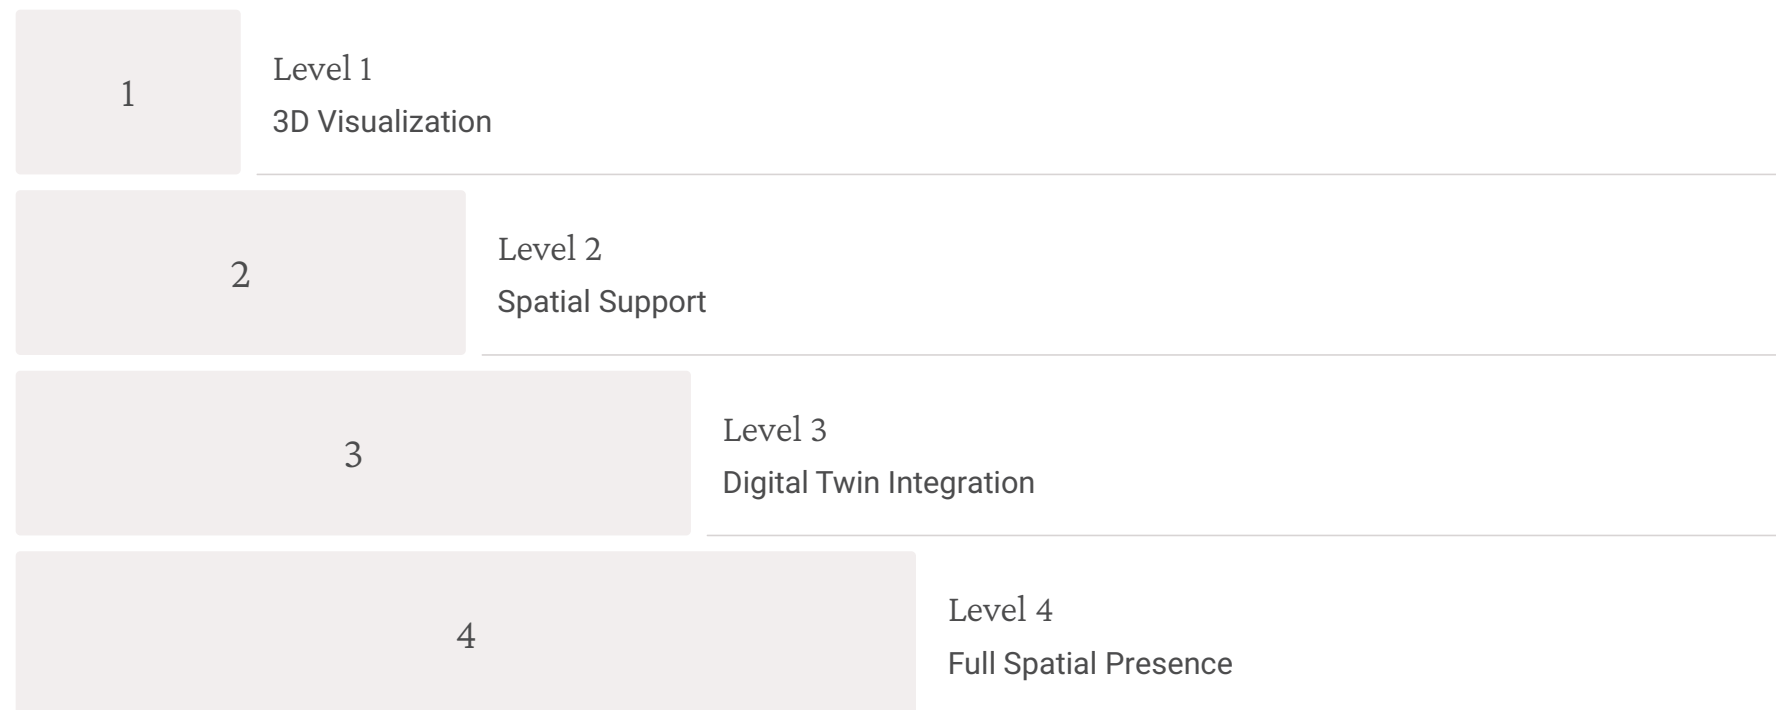 1
Level 1
3D Visualization
2
Level 2
Spatial Support
3
Level 3
Digital Twin Integration
4
Level 4
Full Spatial Presence